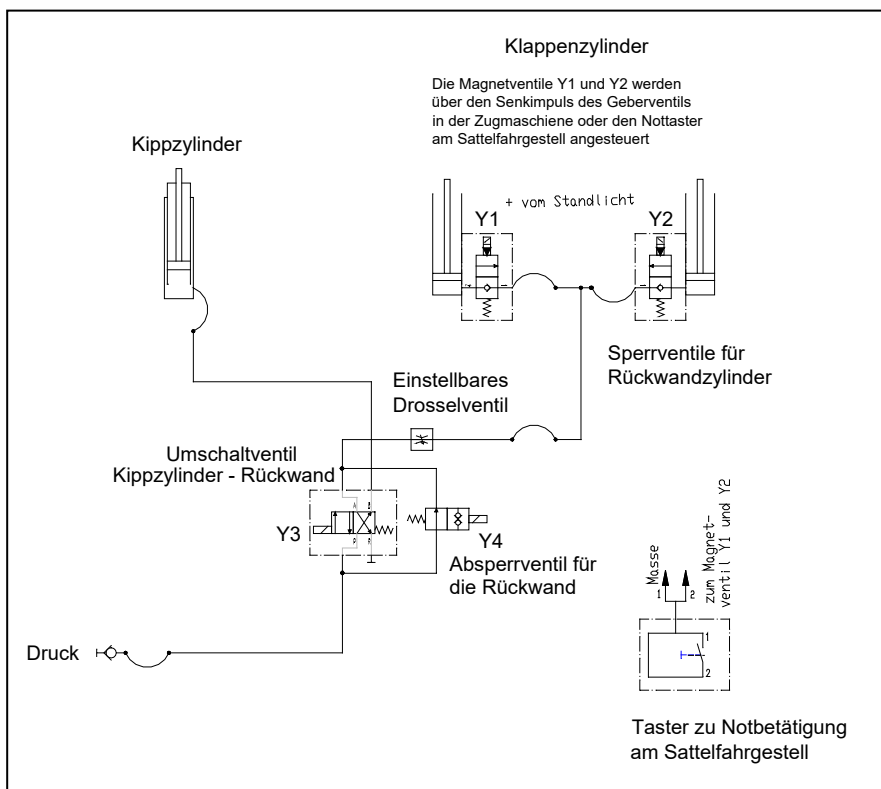 Klappenzylinder
Die Magnetventile Y1 und Y2 werden
über den Senkimpuls des Geberventils
in der Zugmaschiene oder den Nottaster
am Sattelfahrgestell angesteuert
Kippzylinder
+ vom Standlicht
Y1
Y2
Sperrventile für
Rückwandzylinder
Einstellbares
Drosselventil
Umschaltventil
Kippzylinder - Rückwand
A
B
Y3
P
Y4
Absperrventil für
die Rückwand
Druck
Masse
1
2
zum Magnet-
ventil Y1 und Y2
1
2
Taster zu Notbetätigung
am Sattelfahrgestell